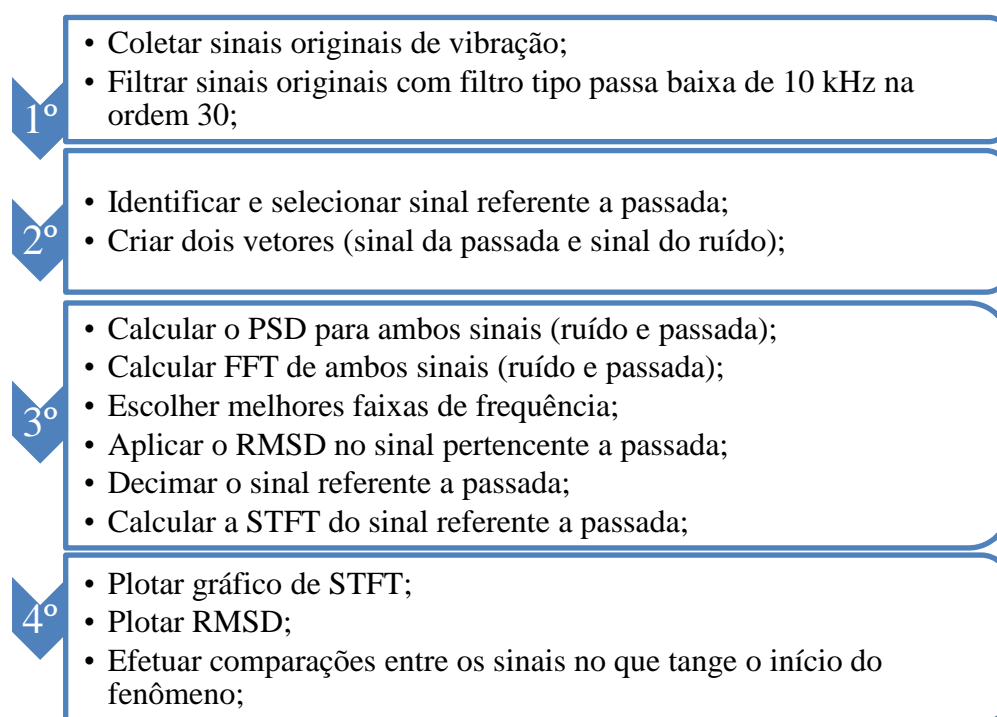 1º
• Coletar sinais originais de vibração;
• Filtrar sinais originais com filtro tipo passa baixa de 10 kHz na
ordem 30;
2º
• Identificar e selecionar sinal referente a passada;
• Criar dois vetores (sinal da passada e sinal do ruído);
3º
• Calcular o PSD para ambos sinais (ruído e passada);
• Calcular FFT de ambos sinais (ruído e passada);
• Escolher melhores faixas de frequência;
• Aplicar o RMSD no sinal pertencente a passada;
• Decimar o sinal referente a passada;
• Calcular a STFT do sinal referente a passada;
4º
• Plotar gráfico de STFT;
• Plotar RMSD;
• Efetuar comparações entre os sinais no que tange o início do
fenômeno;